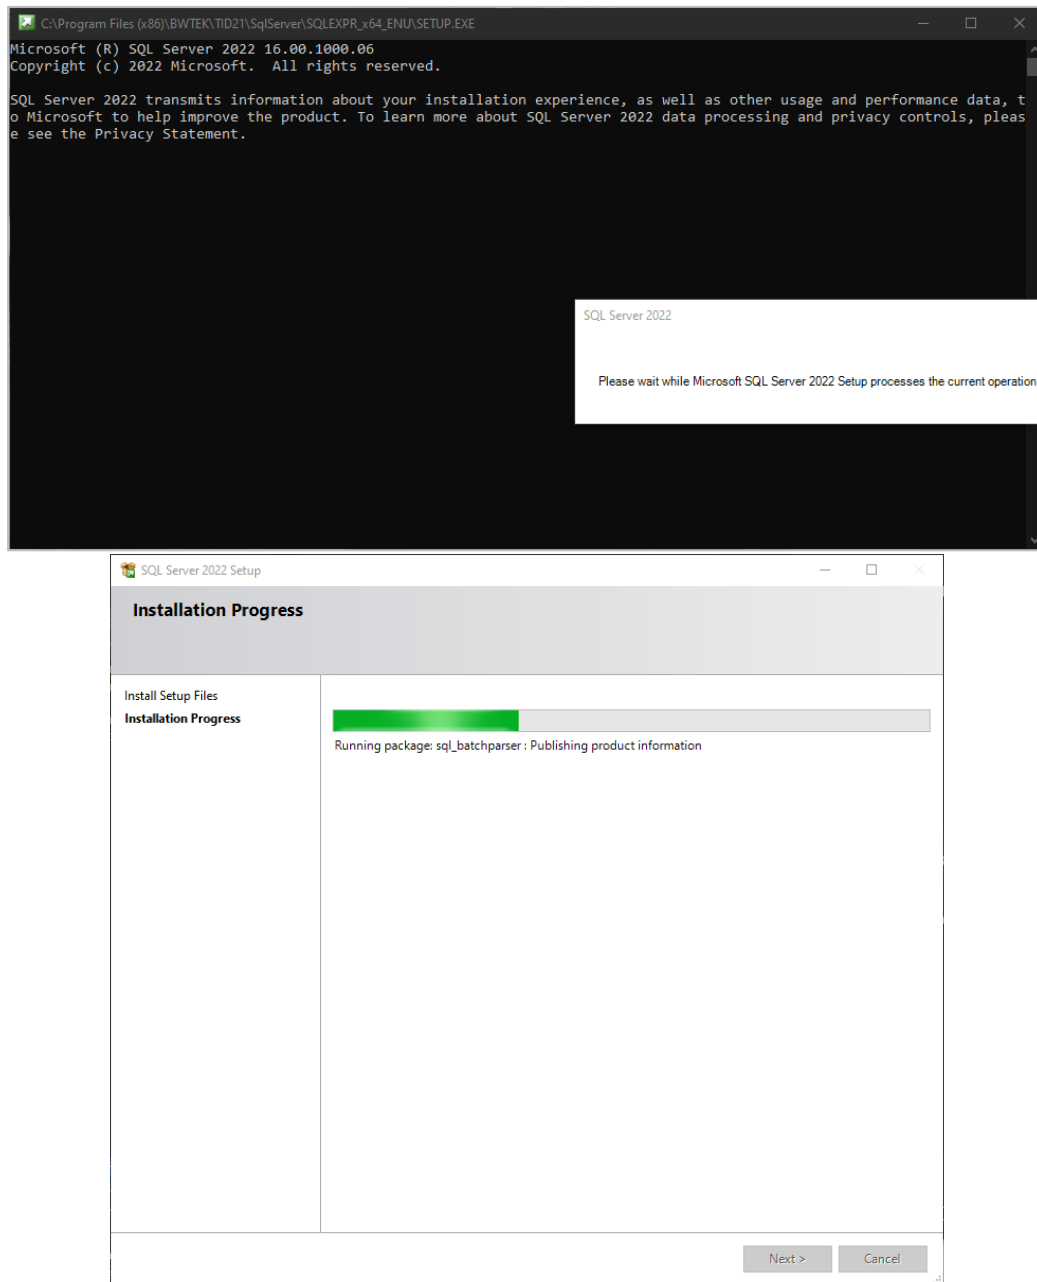 C:\Program Files (x86)\BWTEK\TID21\SqlServer\SQLEXPR_x64_ENU\SETUP.EXE
Microsoft (R) SQL Server 2022 16.00.1000.06
Copyright (c) 2022 Microsoft.  All rights reserved.
SQL Server 2022 transmits information about your installation experience, as well as other usage and performance data, t
o Microsoft to help improve the product. To learn more about SQL Server 2022 data processing and privacy controls, pleas
e see the Privacy Statement.
SQL Server 2022
Please wait while Microsoft SQL Server 2022 Setup processes the current operation
SQL Server 2022 Setup
Installation Progress
Install Setup Files
Installation Progress
Running package: sql_batchparser : Publishing product information
Next >
Cancel